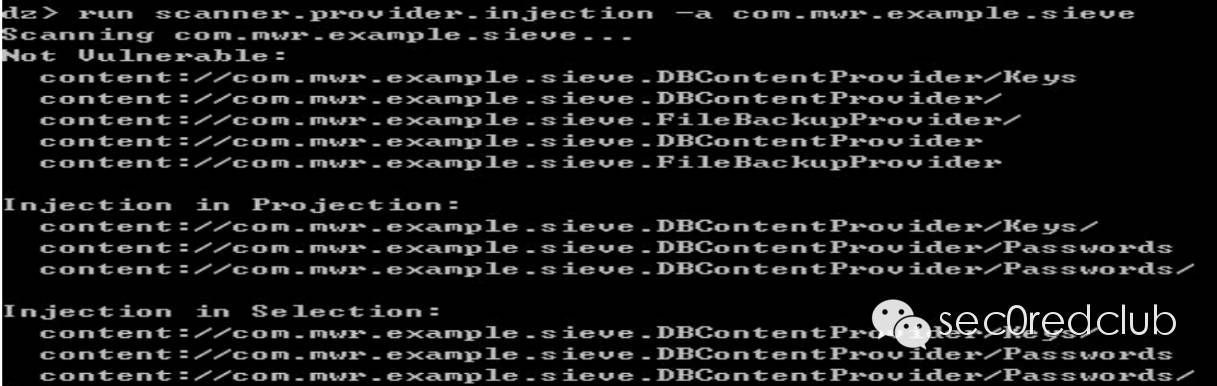 dz> run scanner.provider.injection -a com.mwr.example.sieve
Scanning com.mwr.example.sieve...
Not Vulnerable:
content://com.mwr.example.sieve.DBContentProvider/Keys
content://com.mwr.example.sieve.DBContentProvider/
content://com.mwr.example.sieve.FileBackupProvider/
content://com.mwr.example.sieve.DBContentProvider
content://com.mwr.example.sieve.FileBackupProvider
Injection in Projection:
content://com.mwr.example.sieve.DBContentProvider/Keys/
content://com.mwr.example.sieve.DBContentProvider/Passwords
content://com.mwr.example.sieve.DBContentProvider/Passwords/
Injection in Selection:
content://com.mwr.example.sieve.DBContentProvider/Keys/
content://com.mwr.example.sieve.DBContentProvider/Passwords
content://com.mwr.example.sieve.DBContentProvider/Passwords/
sec0redclub